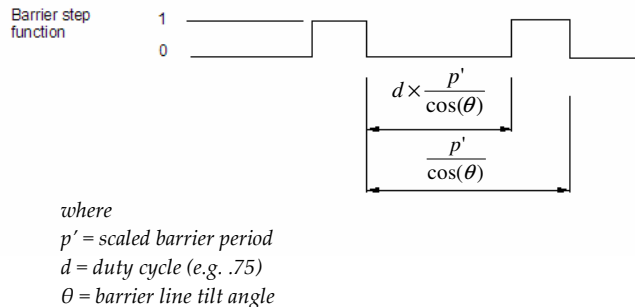 Barrier step
function
1
0
d × p' / cos(θ)
p' / cos(θ)
where
p' = scaled barrier period
d = duty cycle (e.g. .75)
θ = barrier line tilt angle